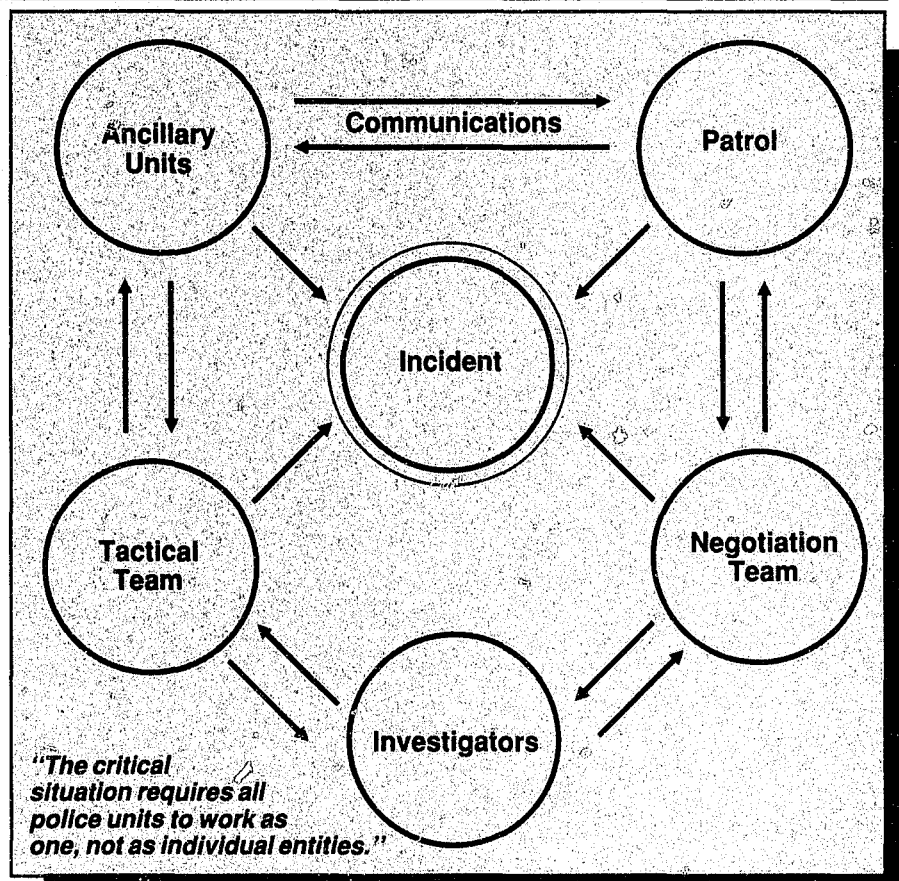 Ancillary
Units
Communications
Patrol
Incident
Tactical
Team
Negotiation
Team
Investigators
"The critical
situation requires all
police units to work as
one, not as individual entities."